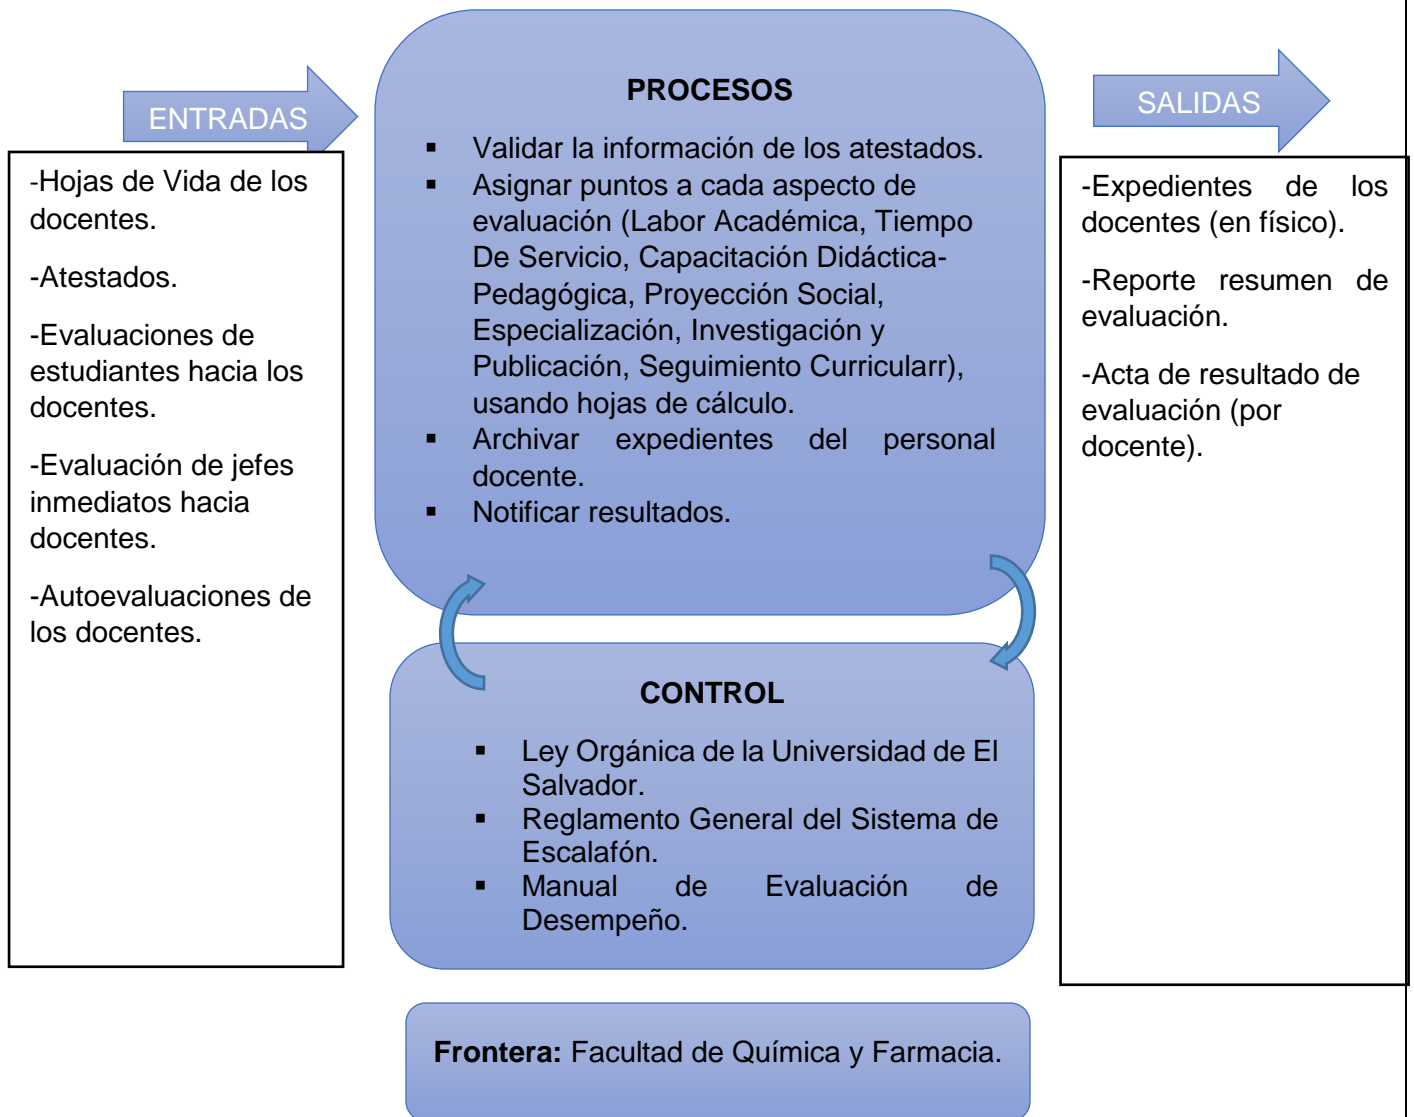 ENTRADAS
-Hojas de Vida de los
docentes.
-Atestados.
-Evaluaciones de
estudiantes hacia los
docentes.
-Evaluación de jefes
inmediatos hacia
docentes.
-Autoevaluaciones de
los docentes.
PROCESOS
▪ Validar la información de los atestados.
▪ Asignar puntos a cada aspecto de
evaluación (Labor Académica, Tiempo
De Servicio, Capacitación Didáctica-
Pedagógica, Proyección Social,
Especialización, Investigación y
Publicación, Seguimiento Curricularr),
usando hojas de cálculo.
▪ Archivar expedientes del personal
docente.
▪ Notificar resultados.
CONTROL
▪ Ley Orgánica de la Universidad de El
Salvador.
▪ Reglamento General del Sistema de
Escalafón.
▪ Manual de Evaluación de
Desempeño.
Frontera: Facultad de Química y Farmacia.
SALIDAS
-Expedientes de los
docentes (en físico).
-Reporte resumen de
evaluación.
-Acta de resultado de
evaluación (por
docente).